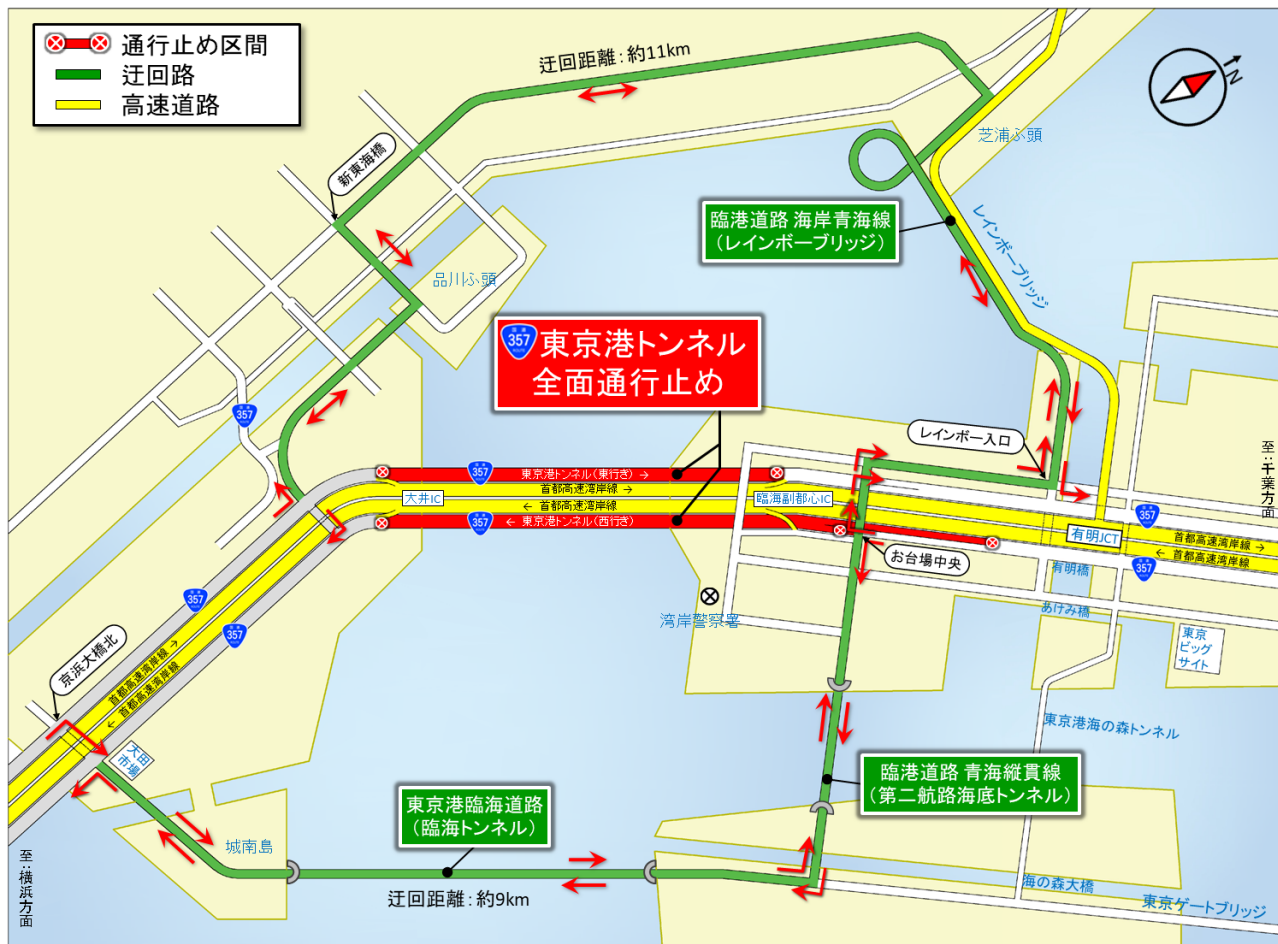 通行止め区間
迂回路
高速道路
迂回距離：約11km
N
新東海橋
芝浦ふ頭
臨港道路 海岸青海線
（レインボーブリッジ）
レインボーブリッジ
品川ふ頭
国道
357
ROUTE
東京港トンネル
全面通行止め
357
レインボー入口
至：千葉方面
357
東京港トンネル（東行き） →
大井IC
首都高速湾岸線 →
← 首都高速湾岸線
臨海副都心IC
357
← 東京港トンネル（西行き）
357
有明JCT
首都高速湾岸線 →
← 首都高速湾岸線
357
お台場中央
有明橋
あけみ橋
湾岸警察署
東京
ビッグ
サイト
357
357
京浜大橋北
首都高速湾岸線 →
← 首都高速湾岸線
大田
市場
東京港海の森トンネル
臨港道路 青海縦貫線
（第二航路海底トンネル）
東京港臨海道路
（臨海トンネル）
城南島
至：横浜方面
迂回距離：約9km
海の森大橋
東京ゲートブリッジ